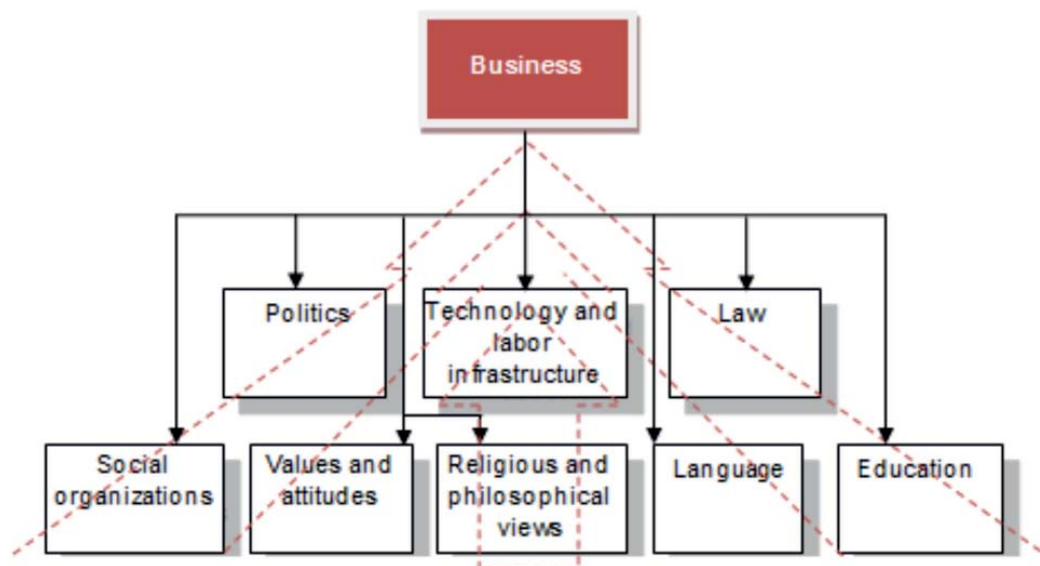 Business
Politics
Technology and
labor
infrastructure
Law
Social
organizations
Values and
attitudes
Religious and
philosophical
views
Language
Education